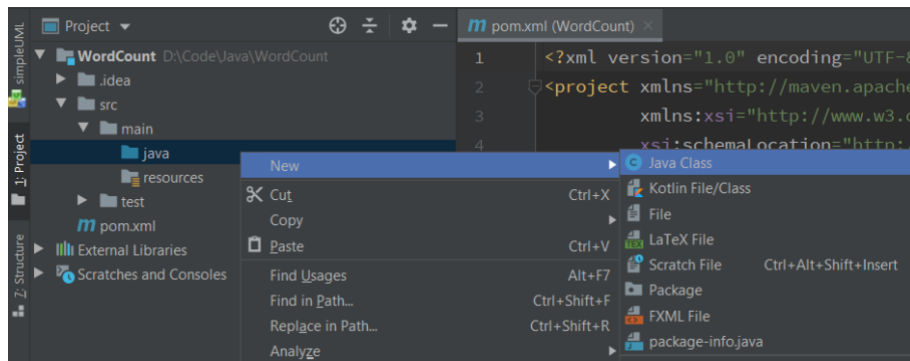 simpleUML
1: Project
Z: Structure
Project
WordCount D:\Code\Java\WordCount
.idea
src
main
java
resources
test
pom.xml
External Libraries
Scratches and Consoles
pom.xml (WordCount)
1 <?xml version="1.0" encoding="UTF-8
2 <project xmlns="http://maven.apache
3 xmlns:xsi="http://www.w3.o
4 xsi:schemaLocation="http:/
New
Cut Ctrl+X
Copy
Paste Ctrl+V
Find Usages Alt+F7
Find in Path... Ctrl+Shift+F
Replace in Path... Ctrl+Shift+R
Analyze
Java Class
Kotlin File/Class
File
LaTeX File
Scratch File Ctrl+Alt+Shift+Insert
Package
FXML File
package-info.java